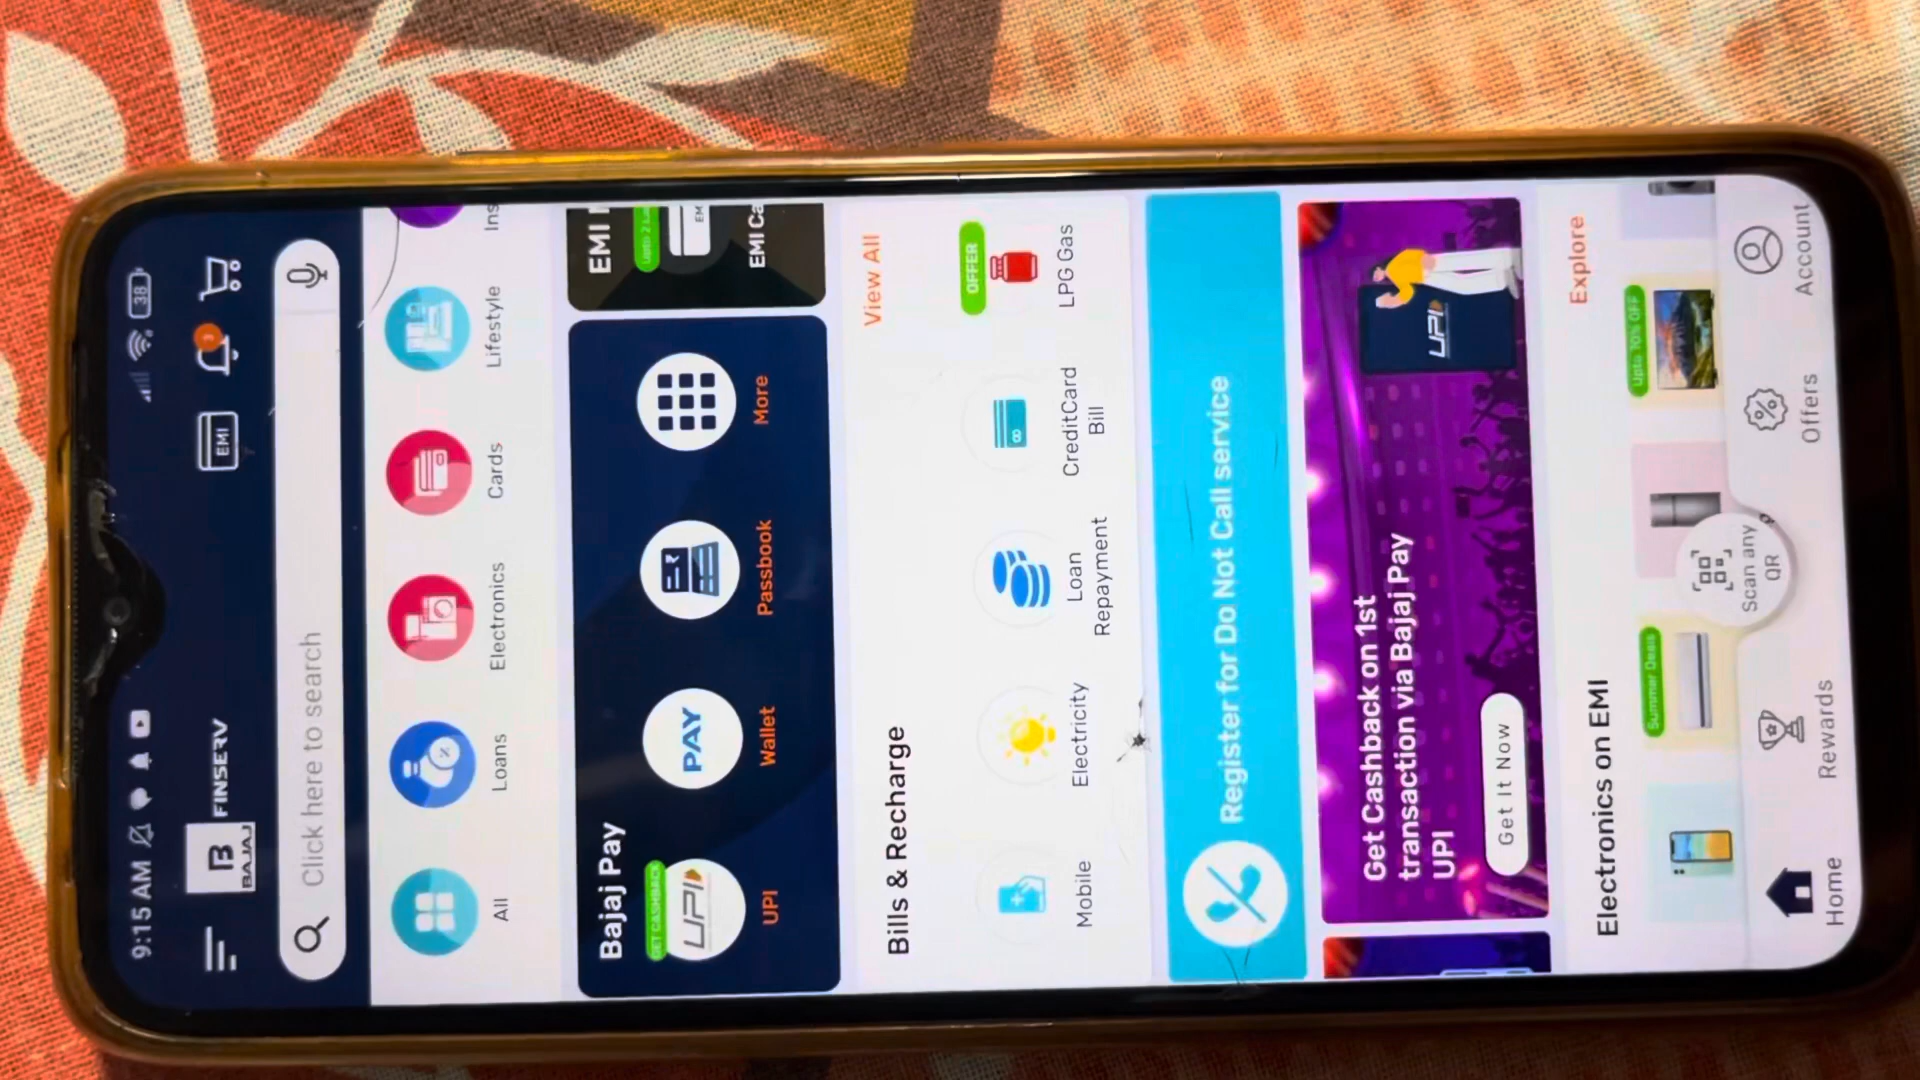 9:15 AM
38
B
BAJAJ
FINSERV
EMI
3
Click here to search
All
Loans
Electronics
Cards
Lifestyle
Ins
Bajaj Pay
GET CASHBACK
UPI
PAY
UPI
Wallet
Passbook
More
EMI
EM
EMI Ca
Bills & Recharge
View All
OFFER
Mobile
Electricity
Loan
Repayment
CreditCard
Bill
LPG Gas
Register for Do Not Call service
Get Cashback on 1st
transaction via Bajaj Pay
UPI
Get It Now
UPI
Electronics on EMI
Explore
Summer Deals
Upto 70% OFF
Home
Rewards
Scan any
QR
Offers
Account